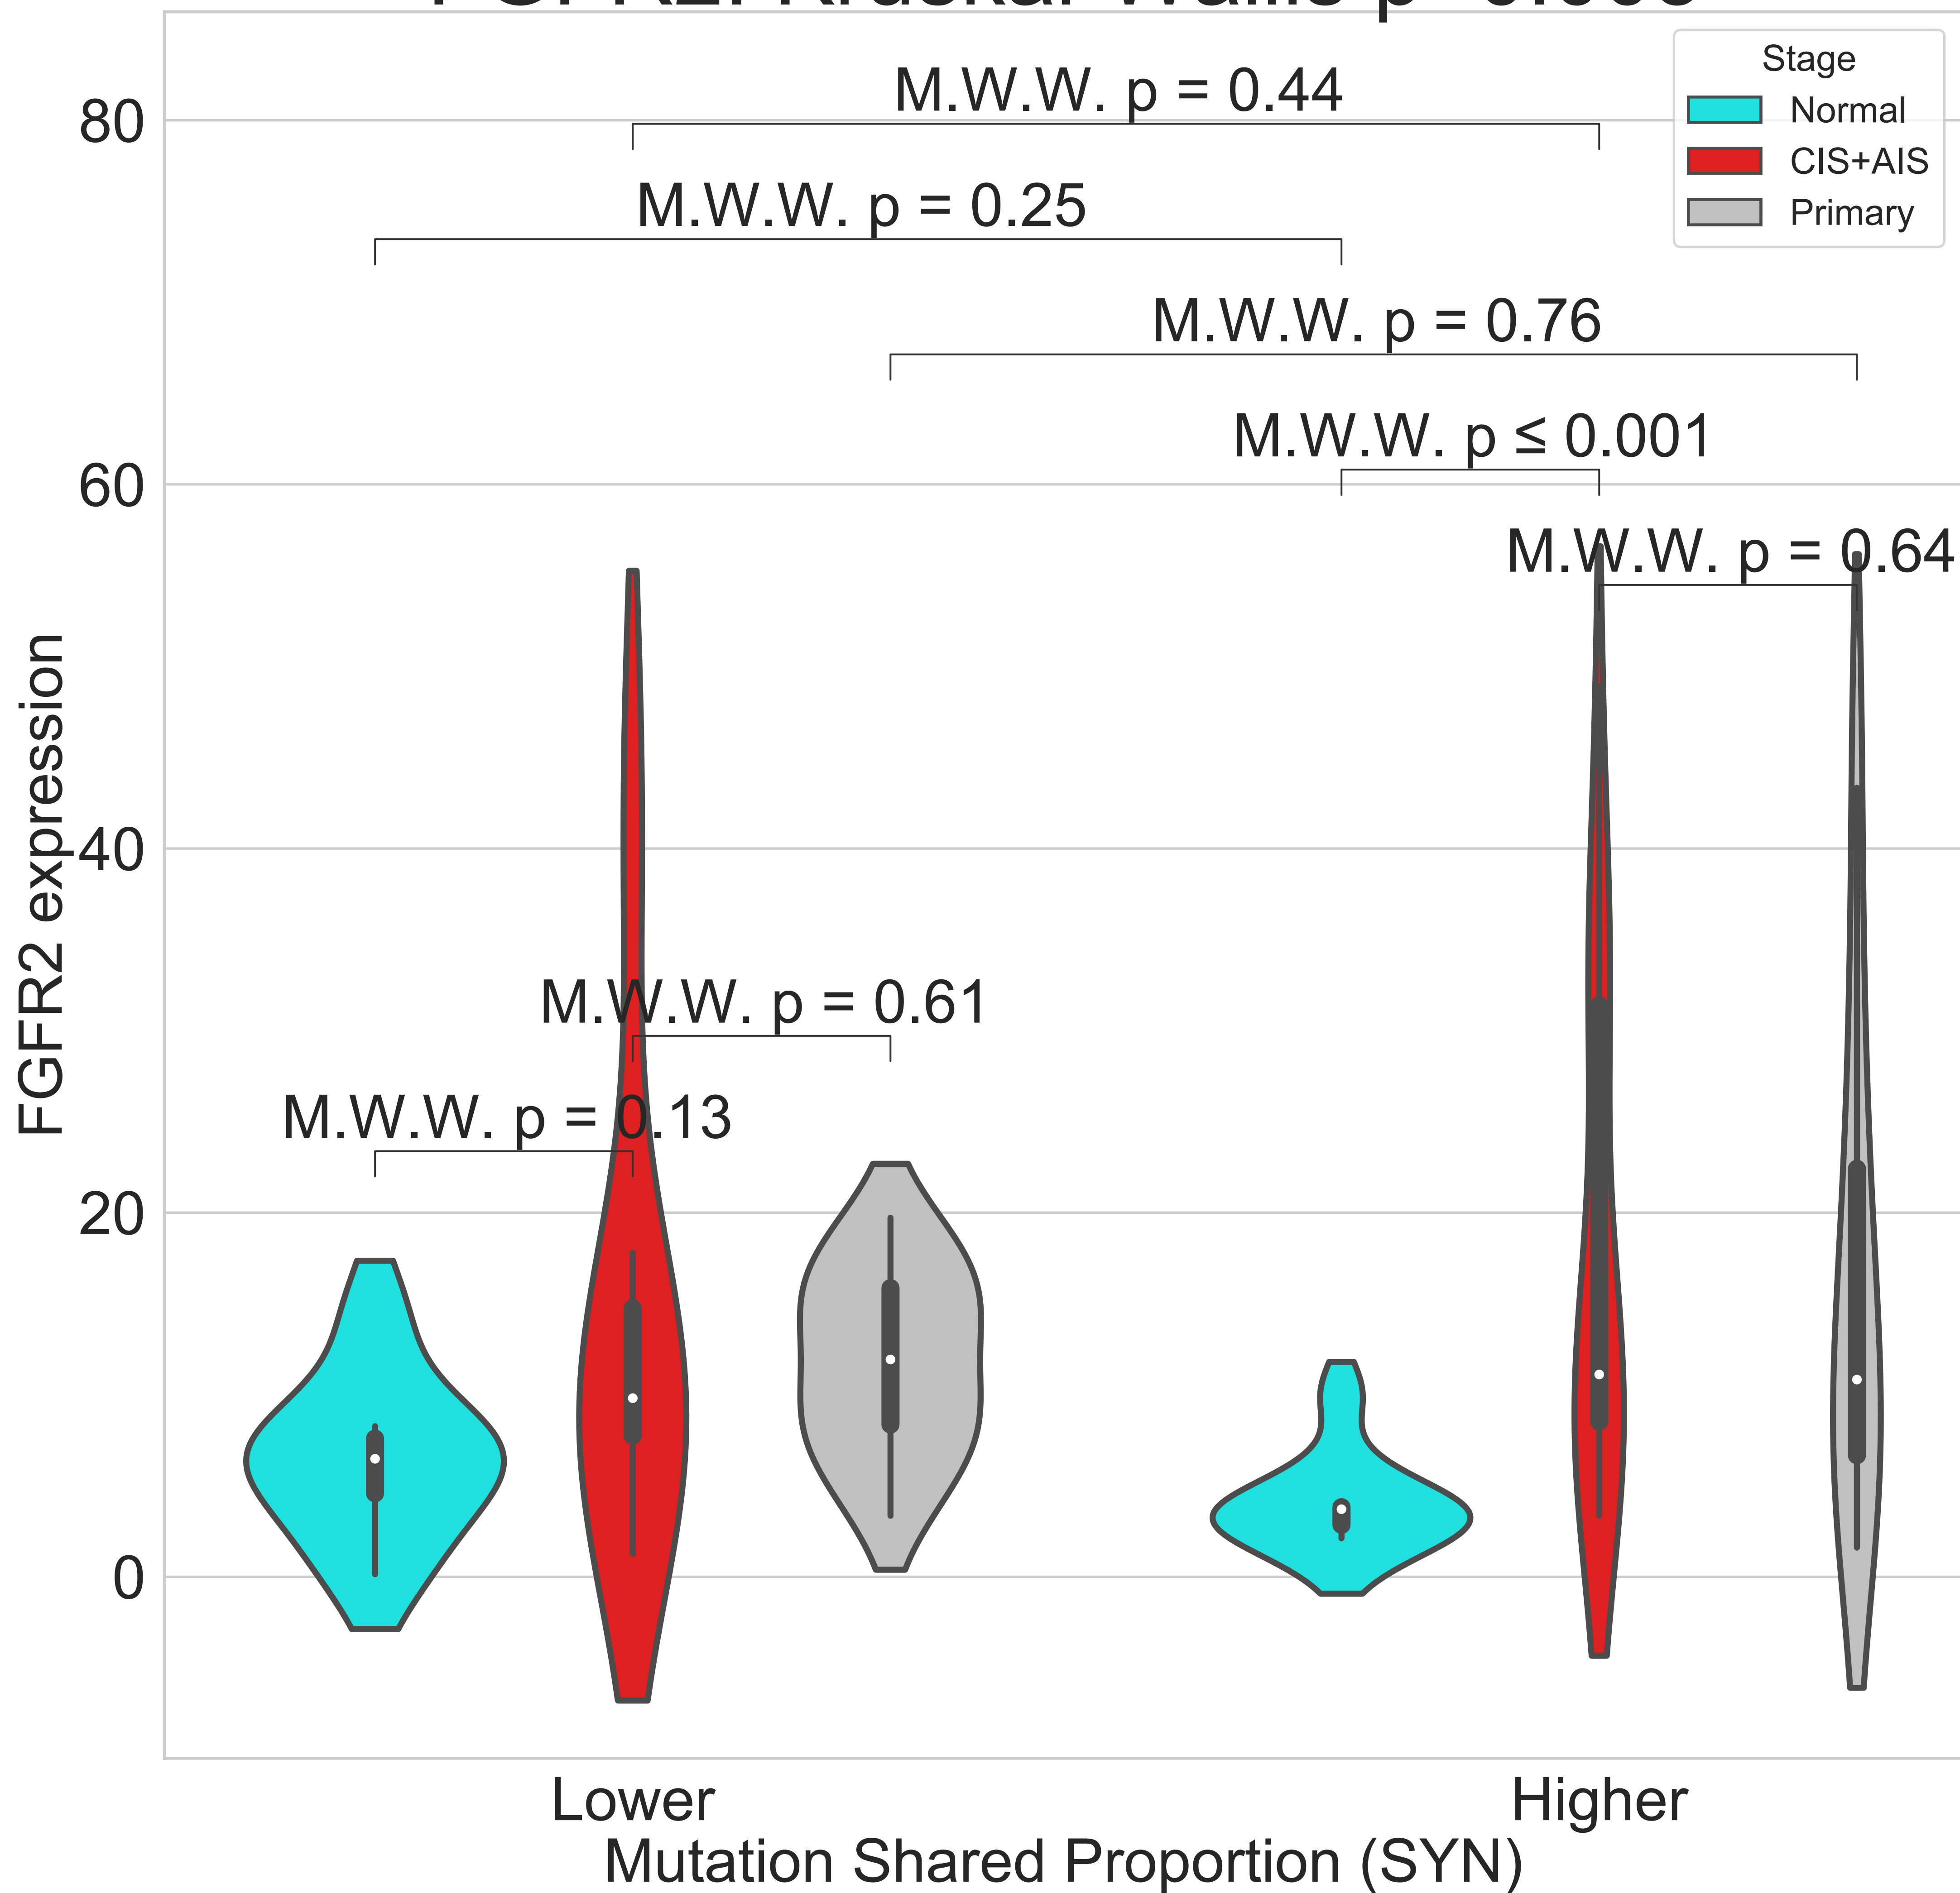 Stage
Normal
CIS+AIS
Primary
M.W.W. p = 0.44
M.W.W. p = 0.25
M.W.W. p = 0.76
M.W.W. p ≤ 0.001
M.W.W. p = 0.64
M.W.W. p = 0.61
M.W.W. p = 0.13
80
60
40
20
0
FGFR2 expression
Lower
Higher
Mutation Shared Proportion (SYN)